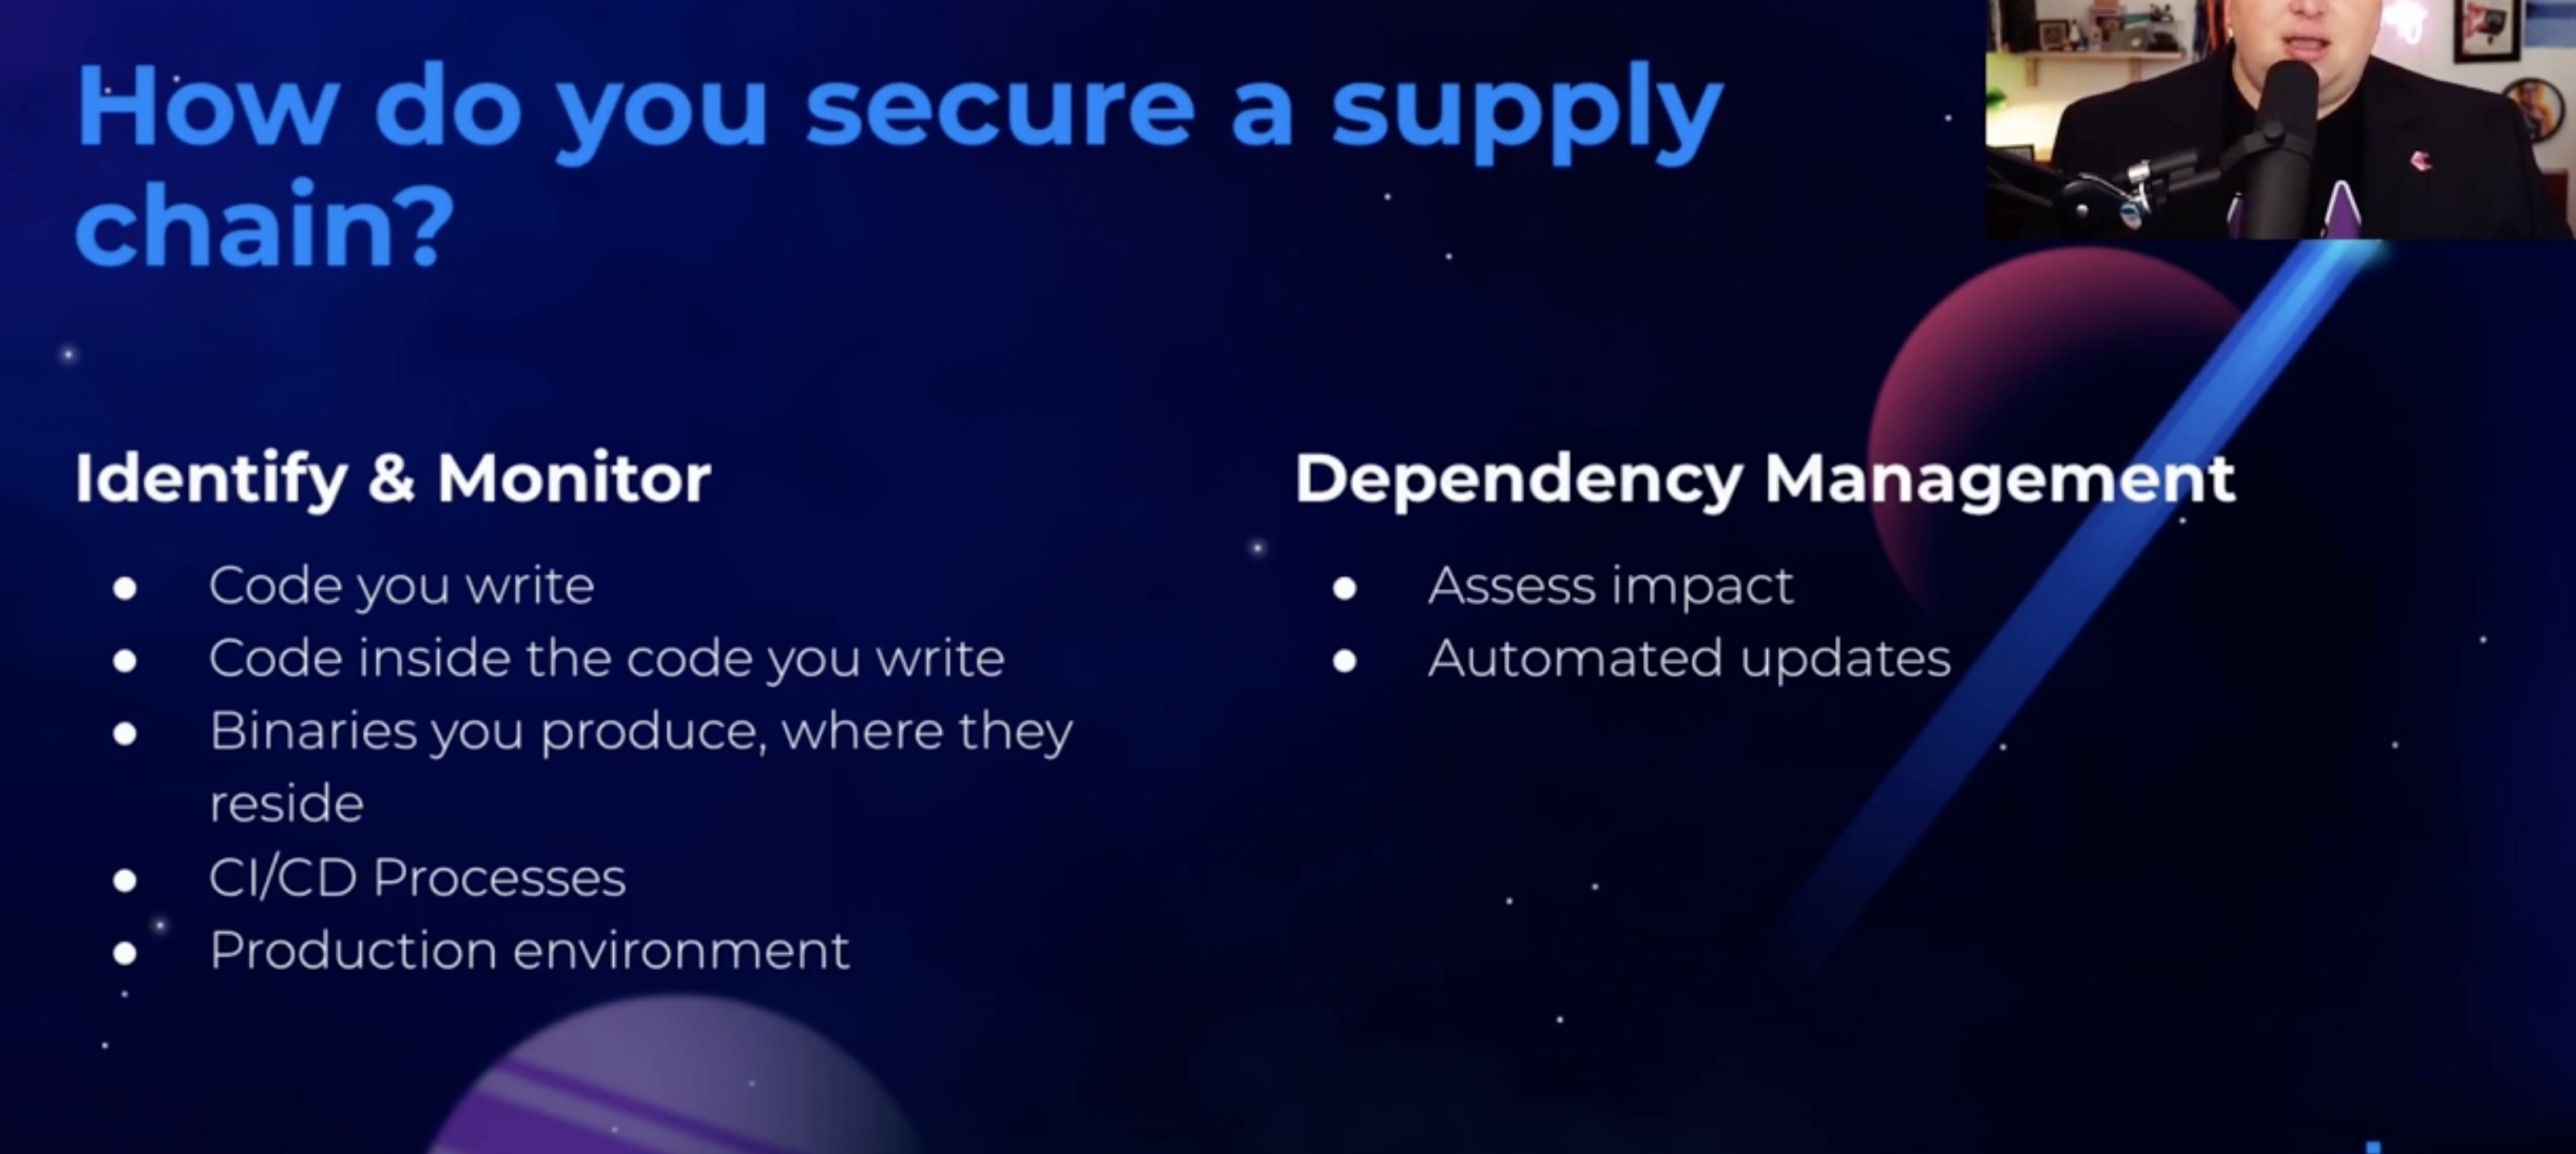 How do you secure a supply
chain?
Identify & Monitor
● Code you write
● Code inside the code you write
● Binaries you produce, where they
reside
● CI/CD Processes
● Production environment
Dependency Management
● Assess impact
● Automated updates